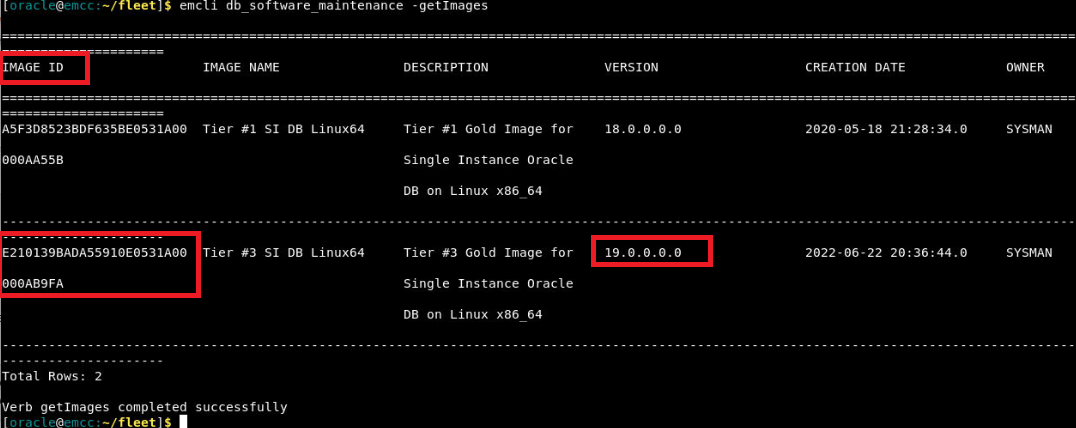 [oracle@emcc:~/fleet]$ emcli db_software_maintenance -getImages
============================================================================================================================================
=====================
IMAGE ID IMAGE NAME DESCRIPTION VERSION CREATION DATE OWNER
============================================================================================================================================
=====================
A5F3D8523BDF635BE0531A00 Tier #1 SI DB Linux64 Tier #1 Gold Image for 18.0.0.0.0 2020-05-18 21:28:34.0 SYSMAN
000AA55B Single Instance Oracle
DB on Linux x86_64
--------------------------------------------------------------------------------------------------------------------------------------------
---------------------
E210139BADA55910E0531A00 Tier #3 SI DB Linux64 Tier #3 Gold Image for 19.0.0.0.0 2022-06-22 20:36:44.0 SYSMAN
000AB9FA Single Instance Oracle
DB on Linux x86_64
--------------------------------------------------------------------------------------------------------------------------------------------
---------------------
Total Rows: 2
Verb getImages completed successfully
[oracle@emcc:~/fleet]$